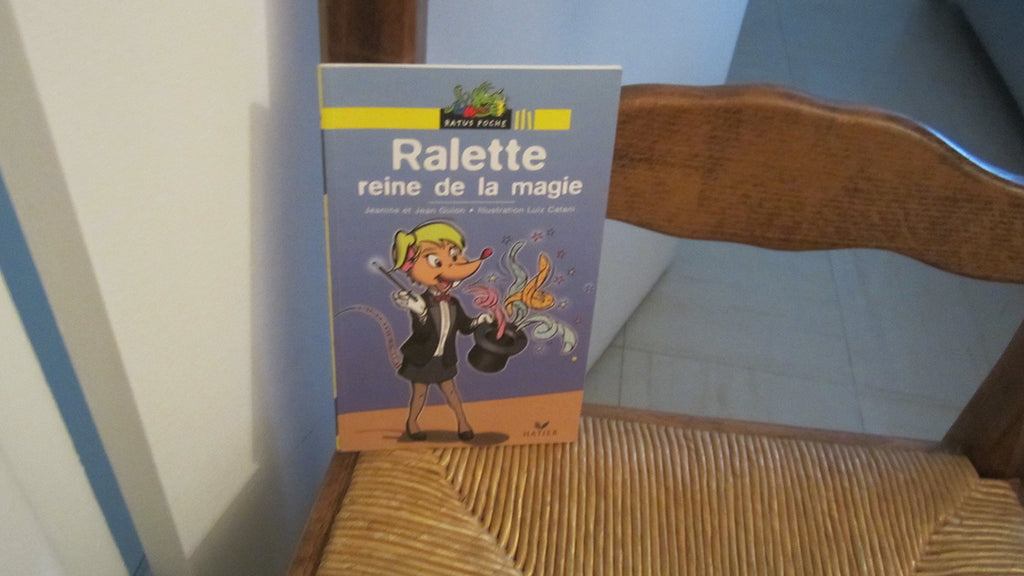 RATUS POCHE
Ralette
reine de la magie
Jeanine et Jean Guion • Illustration Luiz Catani
HATIER